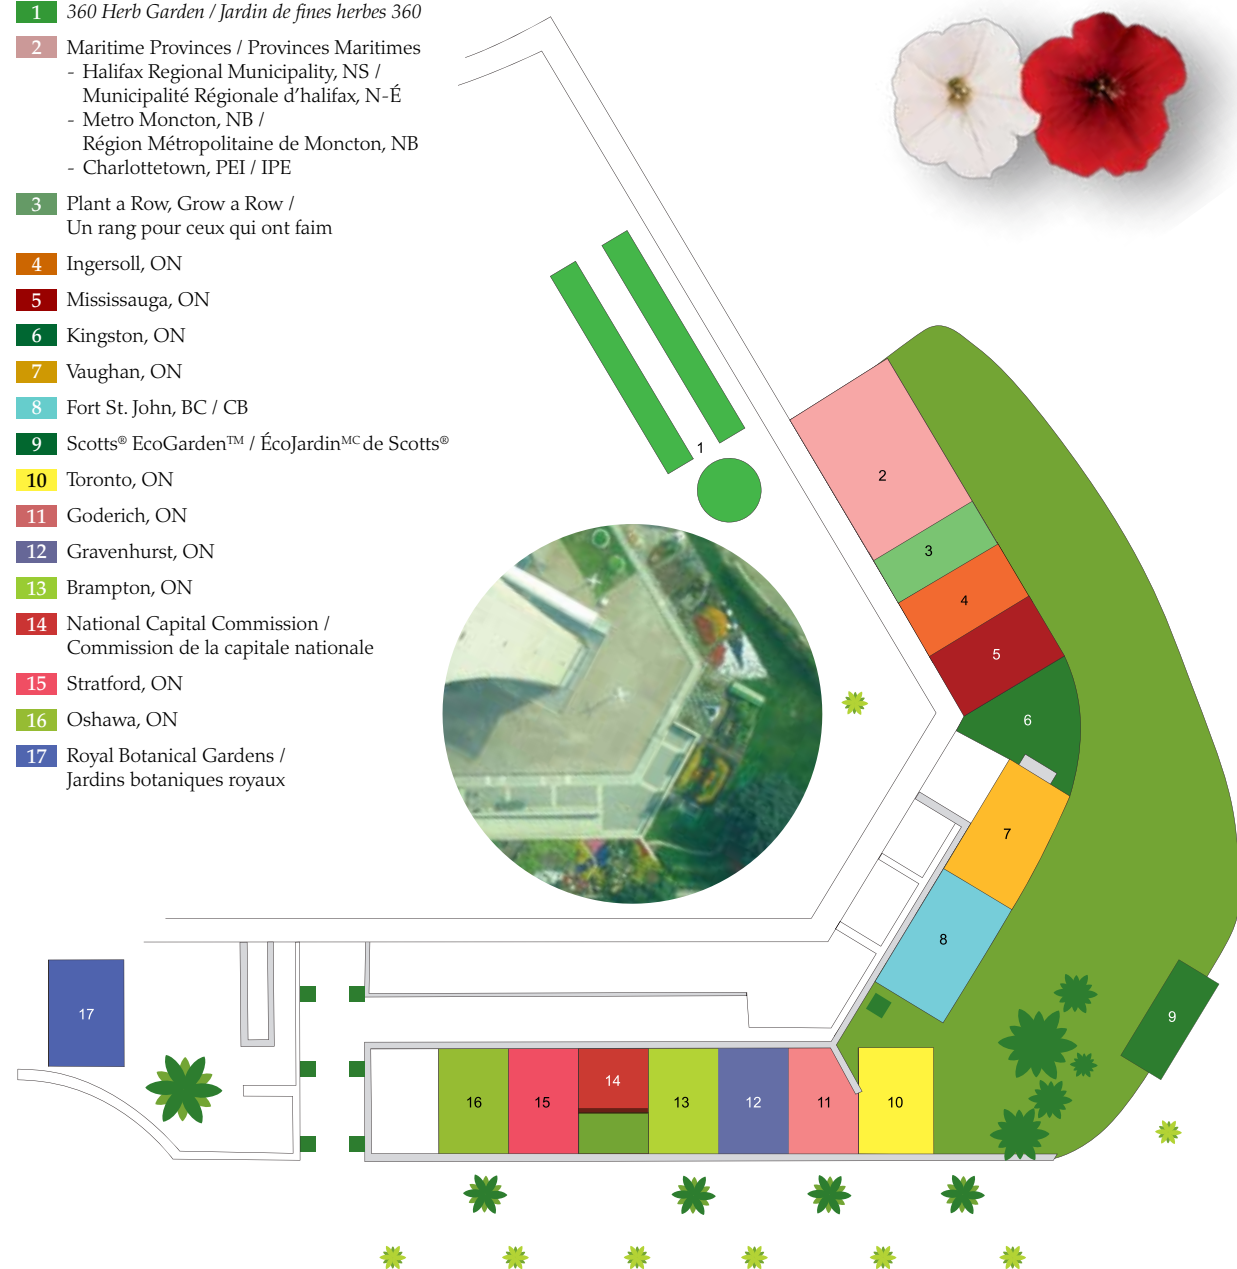 1 360 Herb Garden / Jardin de fines herbes 360
2 Maritime Provinces / Provinces Maritimes
- Halifax Regional Municipality, NS /
Municipalité Régionale d’halifax, N-É
- Metro Moncton, NB /
Région Métropolitaine de Moncton, NB
- Charlottetown, PEI / IPE
3 Plant a Row, Grow a Row /
Un rang pour ceux qui ont faim
4 Ingersoll, ON
5 Mississauga, ON
6 Kingston, ON
7 Vaughan, ON
8 Fort St. John, BC / CB
9 Scotts® EcoGarden™ / ÉcoJardinMC de Scotts®
10 Toronto, ON
11 Goderich, ON
12 Gravenhurst, ON
13 Brampton, ON
14 National Capital Commission /
Commission de la capitale nationale
15 Stratford, ON
16 Oshawa, ON
17 Royal Botanical Gardens /
Jardins botaniques royaux
1
2
3
4
5
6
7
8
9
17
16
15
14
13
12
11
10